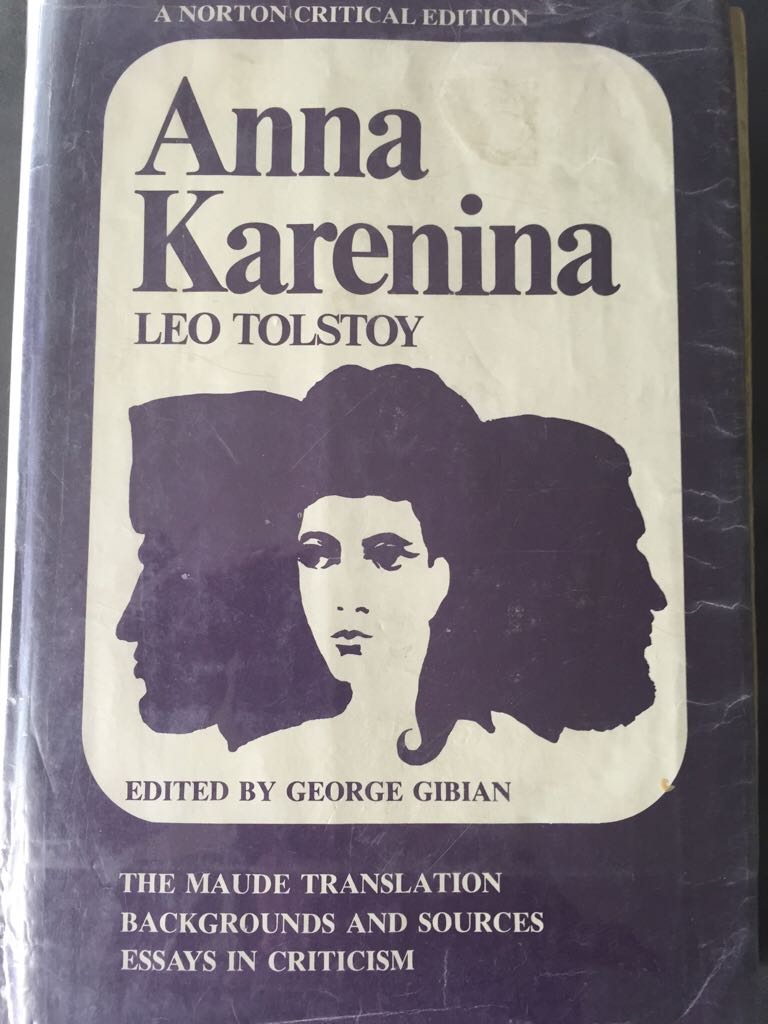 A NORTON CRITICAL EDITION
Anna
Karenina
LEO TOLSTOY
EDITED BY GEORGE GIBIAN
THE MAUDE TRANSLATION
BACKGROUNDS AND SOURCES
ESSAYS IN CRITICISM